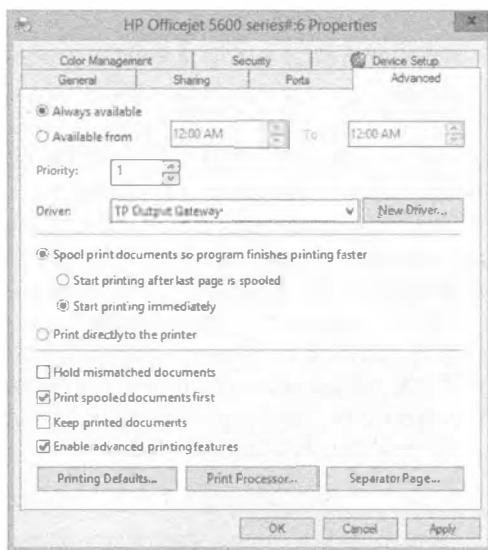 HP Officejet 5600 series#:6 Properties
Color Management Security Device Setup
General Sharing Ports Advanced
Always available
Available from 12:00 AM To 12:00 AM
Priority: 1
Driver: TP Output Gateway New Driver...
Spool print documents so program finishes printing faster
Start printing after last page is spooled
Start printing immediately
Print directly to the printer
Hold mismatched documents
Print spooled documents first
Keep printed documents
Enable advanced printing features
Printing Defaults... Print Processor... Separator Page...
OK Cancel Apply